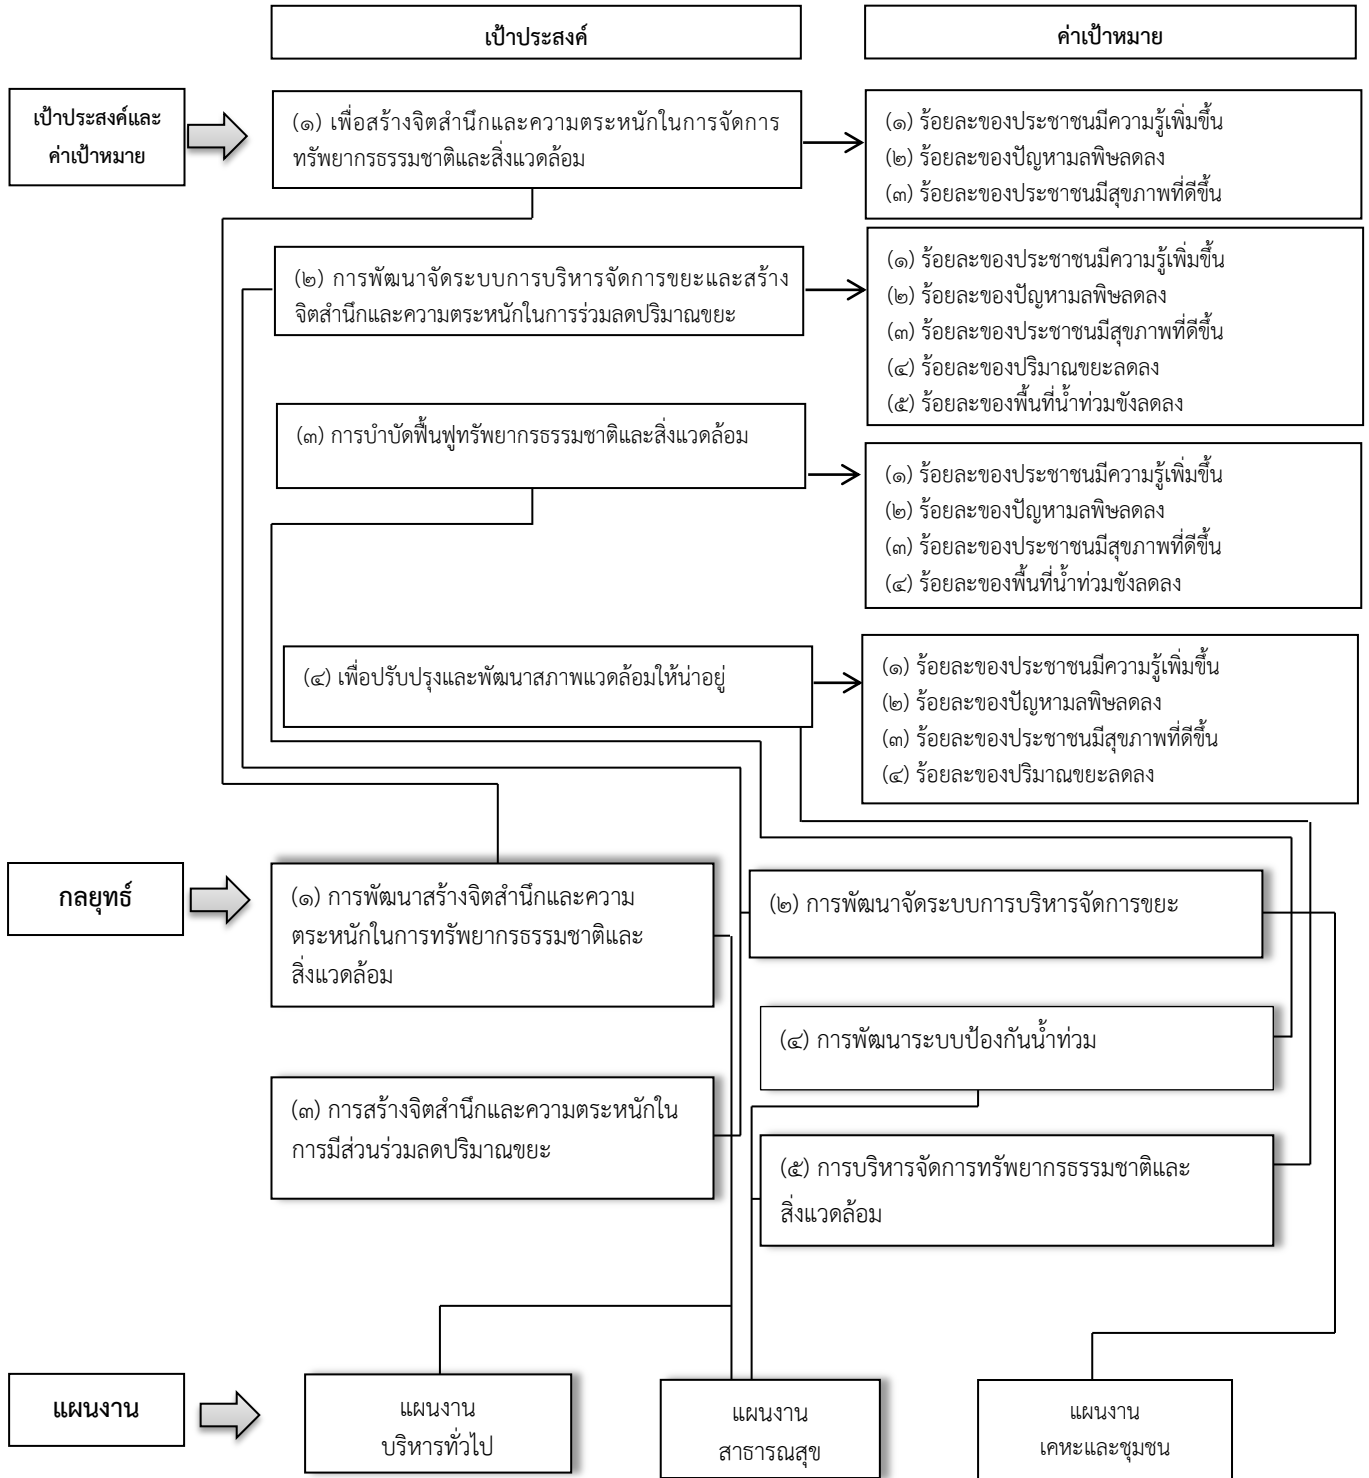 เป้าประสงค์
ค่าเป้าหมาย
เป้าประสงค์และ
ค่าเป้าหมาย
(๑) เพื่อสร้างจิตสำนึกและความตระหนักในการจัดการ
ทรัพยากรธรรมชาติและสิ่งแวดล้อม
(๑) ร้อยละของประชาชนมีความรู้เพิ่มขึ้น
(๒) ร้อยละของปัญหามลพิษลดลง
(๓) ร้อยละของประชาชนมีสุขภาพที่ดีขึ้น
(๒) การพัฒนาจัดระบบการบริหารจัดการขยะและสร้าง
จิตสำนึกและความตระหนักในการร่วมลดปริมาณขยะ
(๑) ร้อยละของประชาชนมีความรู้เพิ่มขึ้น
(๒) ร้อยละของปัญหามลพิษลดลง
(๓) ร้อยละของประชาชนมีสุขภาพที่ดีขึ้น
(๔) ร้อยละของปริมาณขยะลดลง
(๕) ร้อยละของพื้นที่น้ำท่วมขังลดลง
(๓) การบำบัดฟื้นฟูทรัพยากรธรรมชาติและสิ่งแวดล้อม
(๑) ร้อยละของประชาชนมีความรู้เพิ่มขึ้น
(๒) ร้อยละของปัญหามลพิษลดลง
(๓) ร้อยละของประชาชนมีสุขภาพที่ดีขึ้น
(๔) ร้อยละของพื้นที่น้ำท่วมขังลดลง
(๔) เพื่อปรับปรุงและพัฒนาสภาพแวดล้อมให้น่าอยู่
(๑) ร้อยละของประชาชนมีความรู้เพิ่มขึ้น
(๒) ร้อยละของปัญหามลพิษลดลง
(๓) ร้อยละของประชาชนมีสุขภาพที่ดีขึ้น
(๔) ร้อยละของปริมาณขยะลดลง
กลยุทธ์
(๑) การพัฒนาสร้างจิตสำนึกและความ
ตระหนักในการทรัพยากรธรรมชาติและ
สิ่งแวดล้อม
(๒) การพัฒนาจัดระบบการบริหารจัดการขยะ
(๔) การพัฒนาระบบป้องกันน้ำท่วม
(๓) การสร้างจิตสำนึกและความตระหนักใน
การมีส่วนร่วมลดปริมาณขยะ
(๕) การบริหารจัดการทรัพยากรธรรมชาติและ
สิ่งแวดล้อม
แผนงาน
แผนงาน
บริหารทั่วไป
แผนงาน
สาธารณสุข
แผนงาน
เคหะและชุมชน